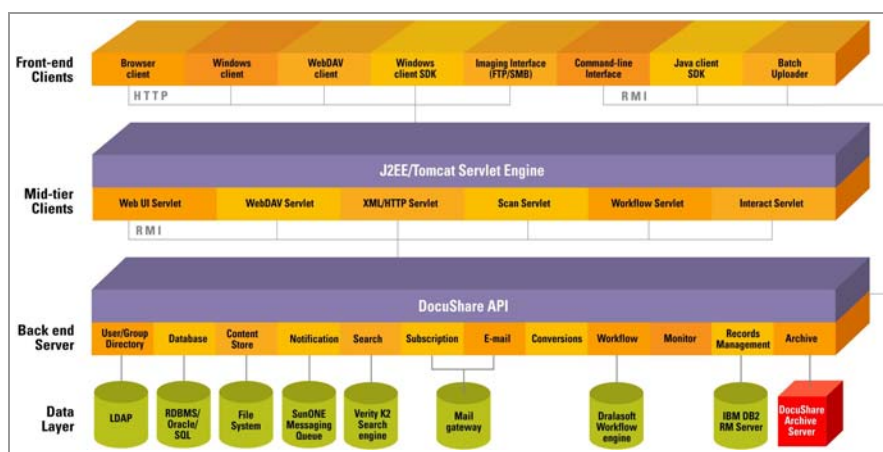 Front-end
Clients
Browser
client
Windows
client
WebDAV
client
Windows
client SDK
Imaging Interface
(FTP/SMB)
Command-line
Interface
Java client
SDK
Batch
Uploader
HTTP
RMI
J2EE/Tomcat Servlet Engine
Mid-tier
Clients
Web UI Servlet
WebDAV Servlet
XML/HTTP Servlet
Scan Servlet
Workflow Servlet
Interact Servlet
RMI
DocuShare API
Back end
Server
User/Group
Directory
Database
Content
Store
Notification
Search
Subscription
E-mail
Conversions
Workflow
Monitor
Records
Management
Archive
Data
Layer
LDAP
RDBMS/
Oracle/
SQL
File
System
SunONE
Messaging
Queue
Verity K2
Search
engine
Mail
gateway
Dralasoft
Workflow
engine
IBM DB2
RM Server
DocuShare
Archive
Server